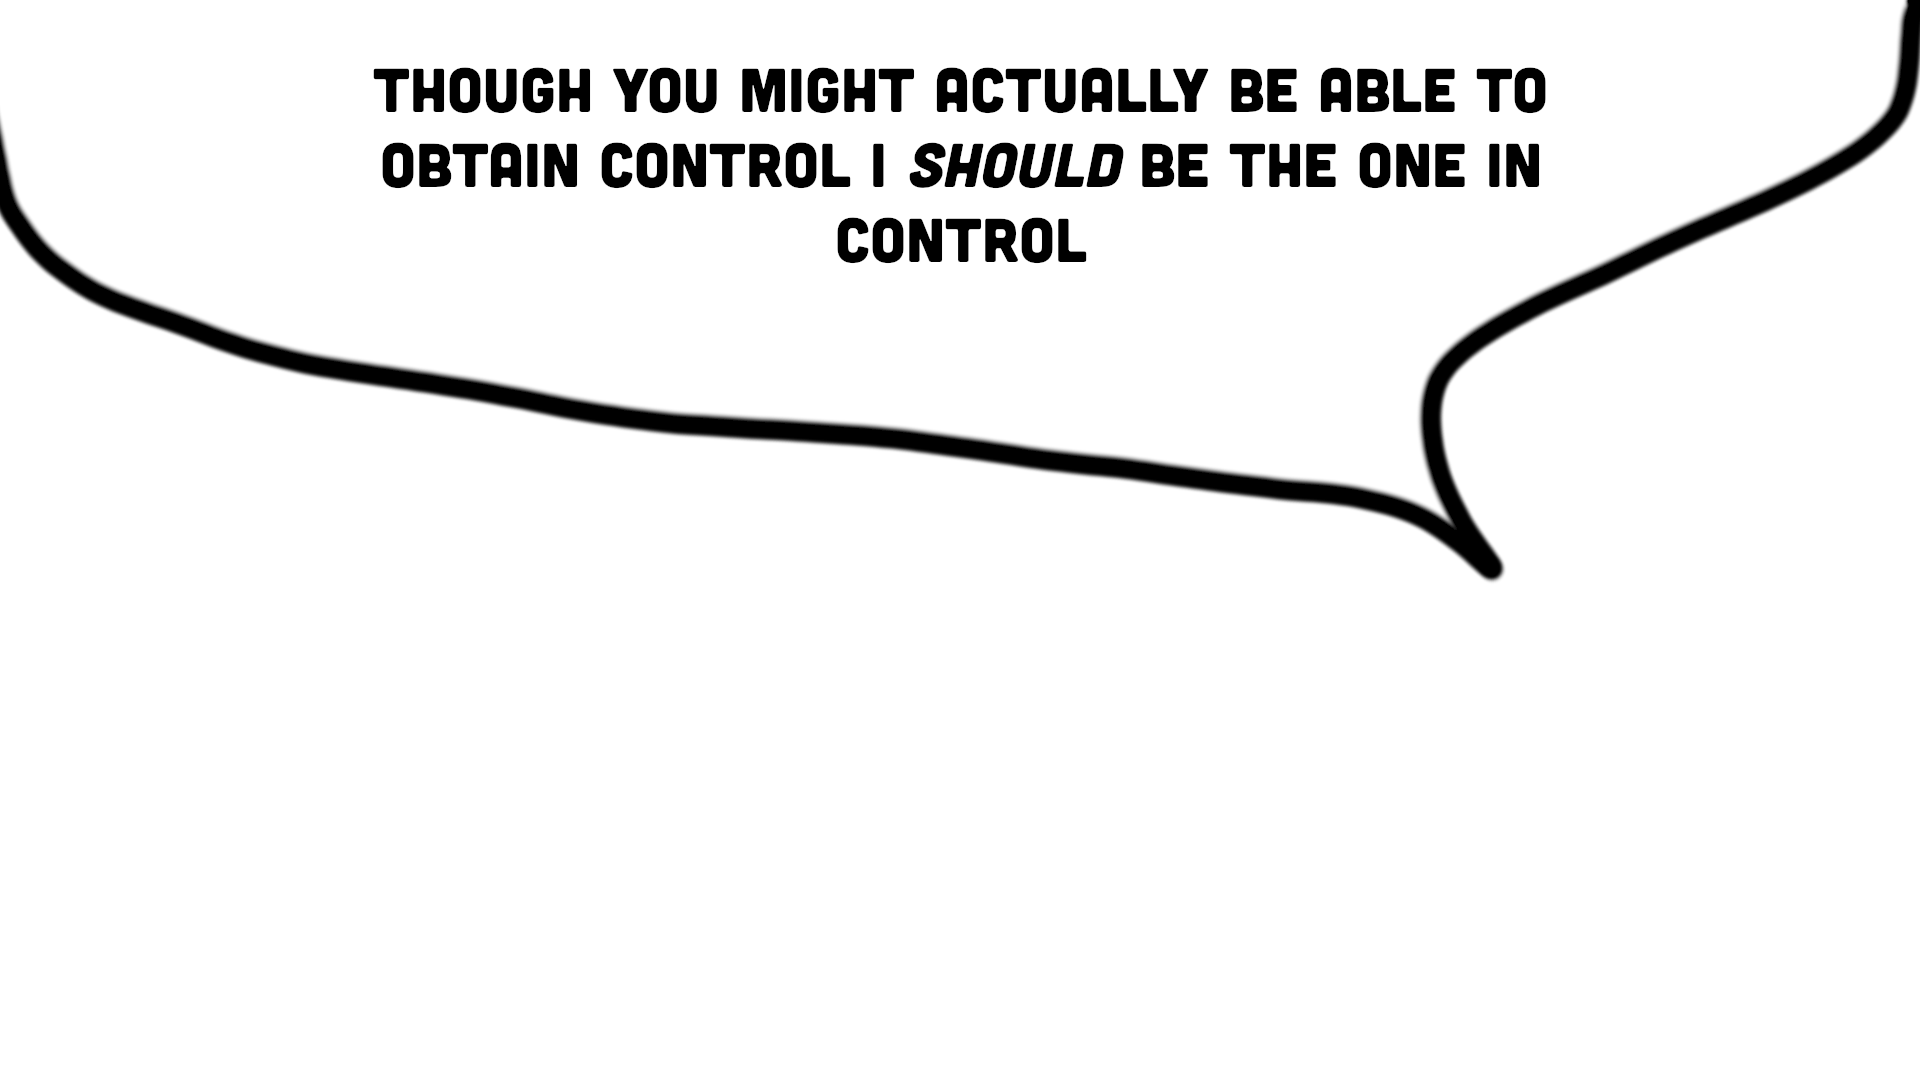 THOUGH YOU MIGHT ACTUALLY BE ABLE TO
OBTAIN CONTROL I SHOULD BE THE ONE IN
CONTROL